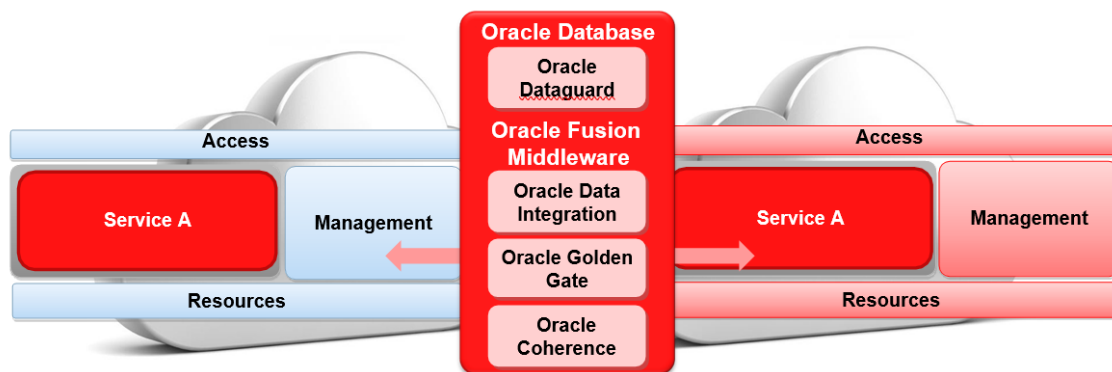 Oracle Database
Oracle
Dataguard
Oracle Fusion
Middleware
Oracle Data
Integration
Oracle Golden
Gate
Oracle
Coherence
Access
Service A
Management
Resources
Access
Service A
Management
Resources